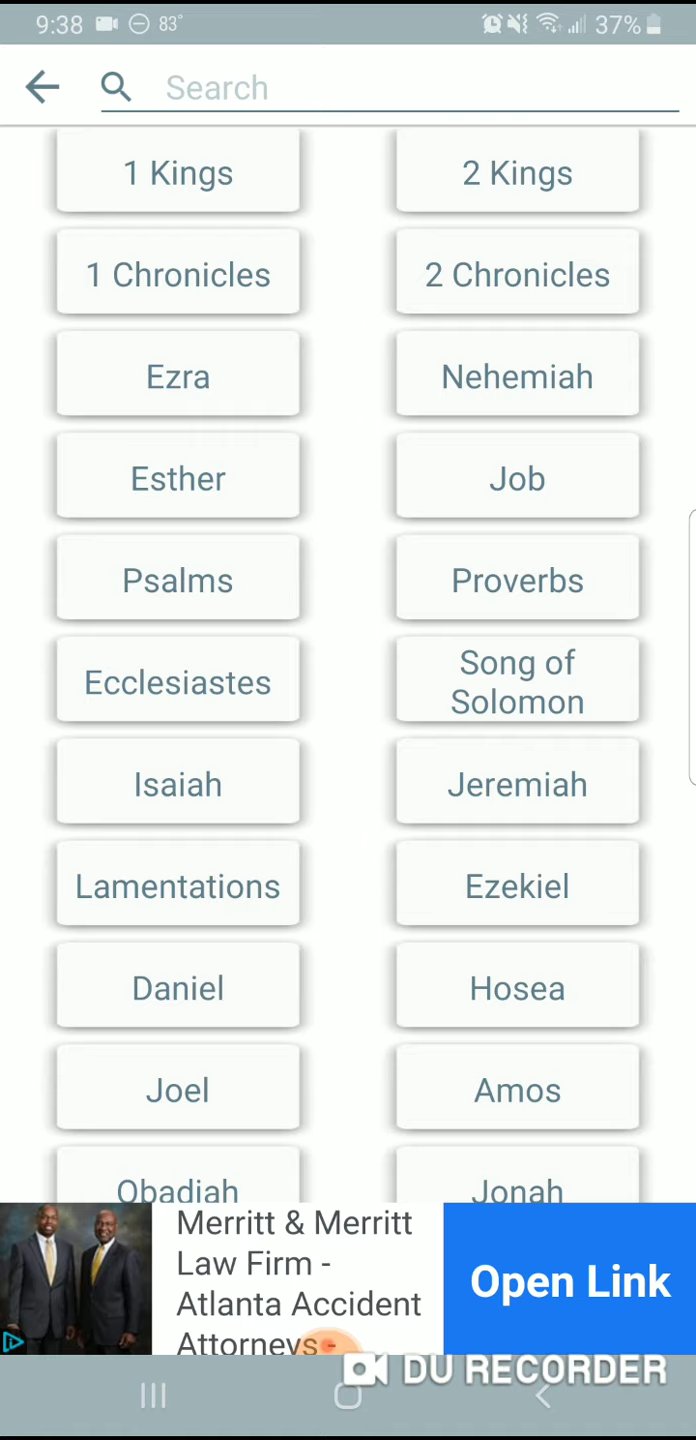 9:38 83° 37%
Search
1 Kings 2 Kings
1 Chronicles 2 Chronicles
Ezra Nehemiah
Esther Job
Psalms Proverbs
Ecclesiastes Song of
Solomon
Isaiah Jeremiah
Lamentations Ezekiel
Daniel Hosea
Joel Amos
Obadiah Jonah
Merritt & Merritt
Law Firm -
Atlanta Accident
Attorneys -
Open Link
DU RECORDER